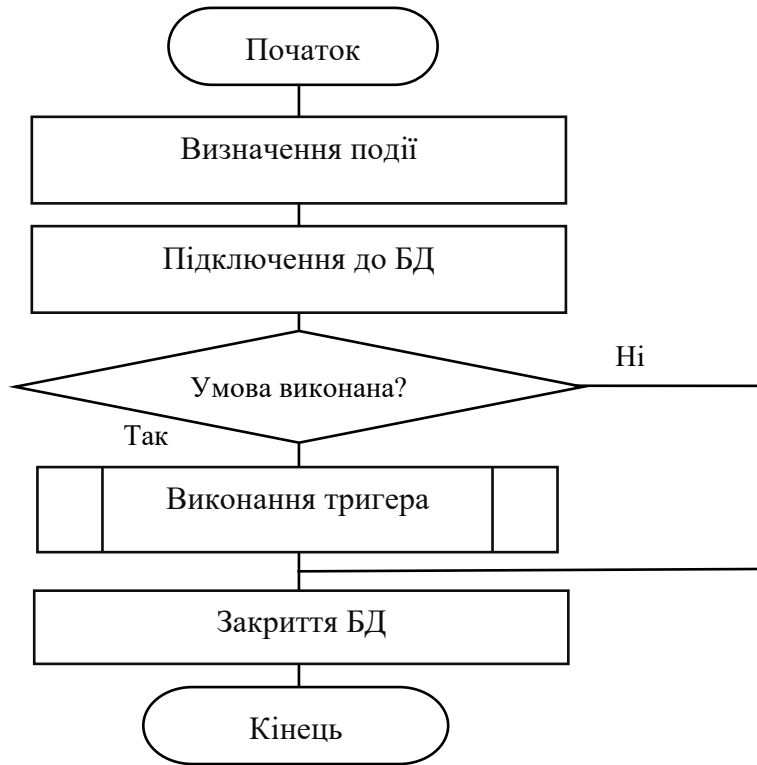 Початок
Визначення події
Підключення до БД
Ні
Умова виконана?
Так
Виконання тригера
Закриття БД
Кінець